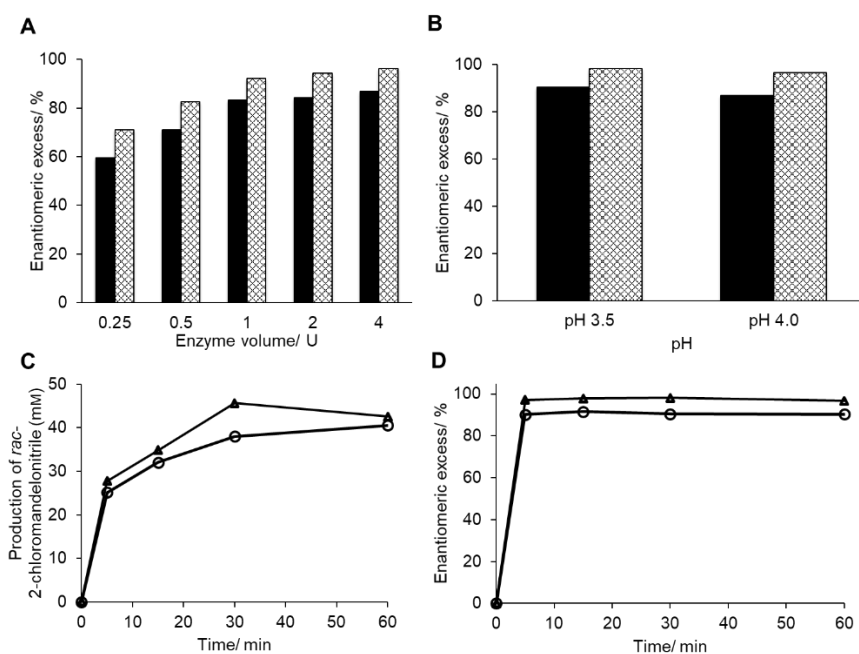 A
Enantiomeric excess/ %
100
80
60
40
20
0
0.25 0.5 1 2 4
Enzyme volume/ U
B
Enantiomeric excess/ %
100
80
60
40
20
0
pH 3.5 pH 4.0
pH
C
Production of rac-
2-chloromandelonitrile (mM)
50
40
30
20
10
0
0 10 20 30 40 50 60
Time/ min
D
Enantiomeric excess/ %
100
80
60
40
20
0
0 10 20 30 40 50 60
Time/ min